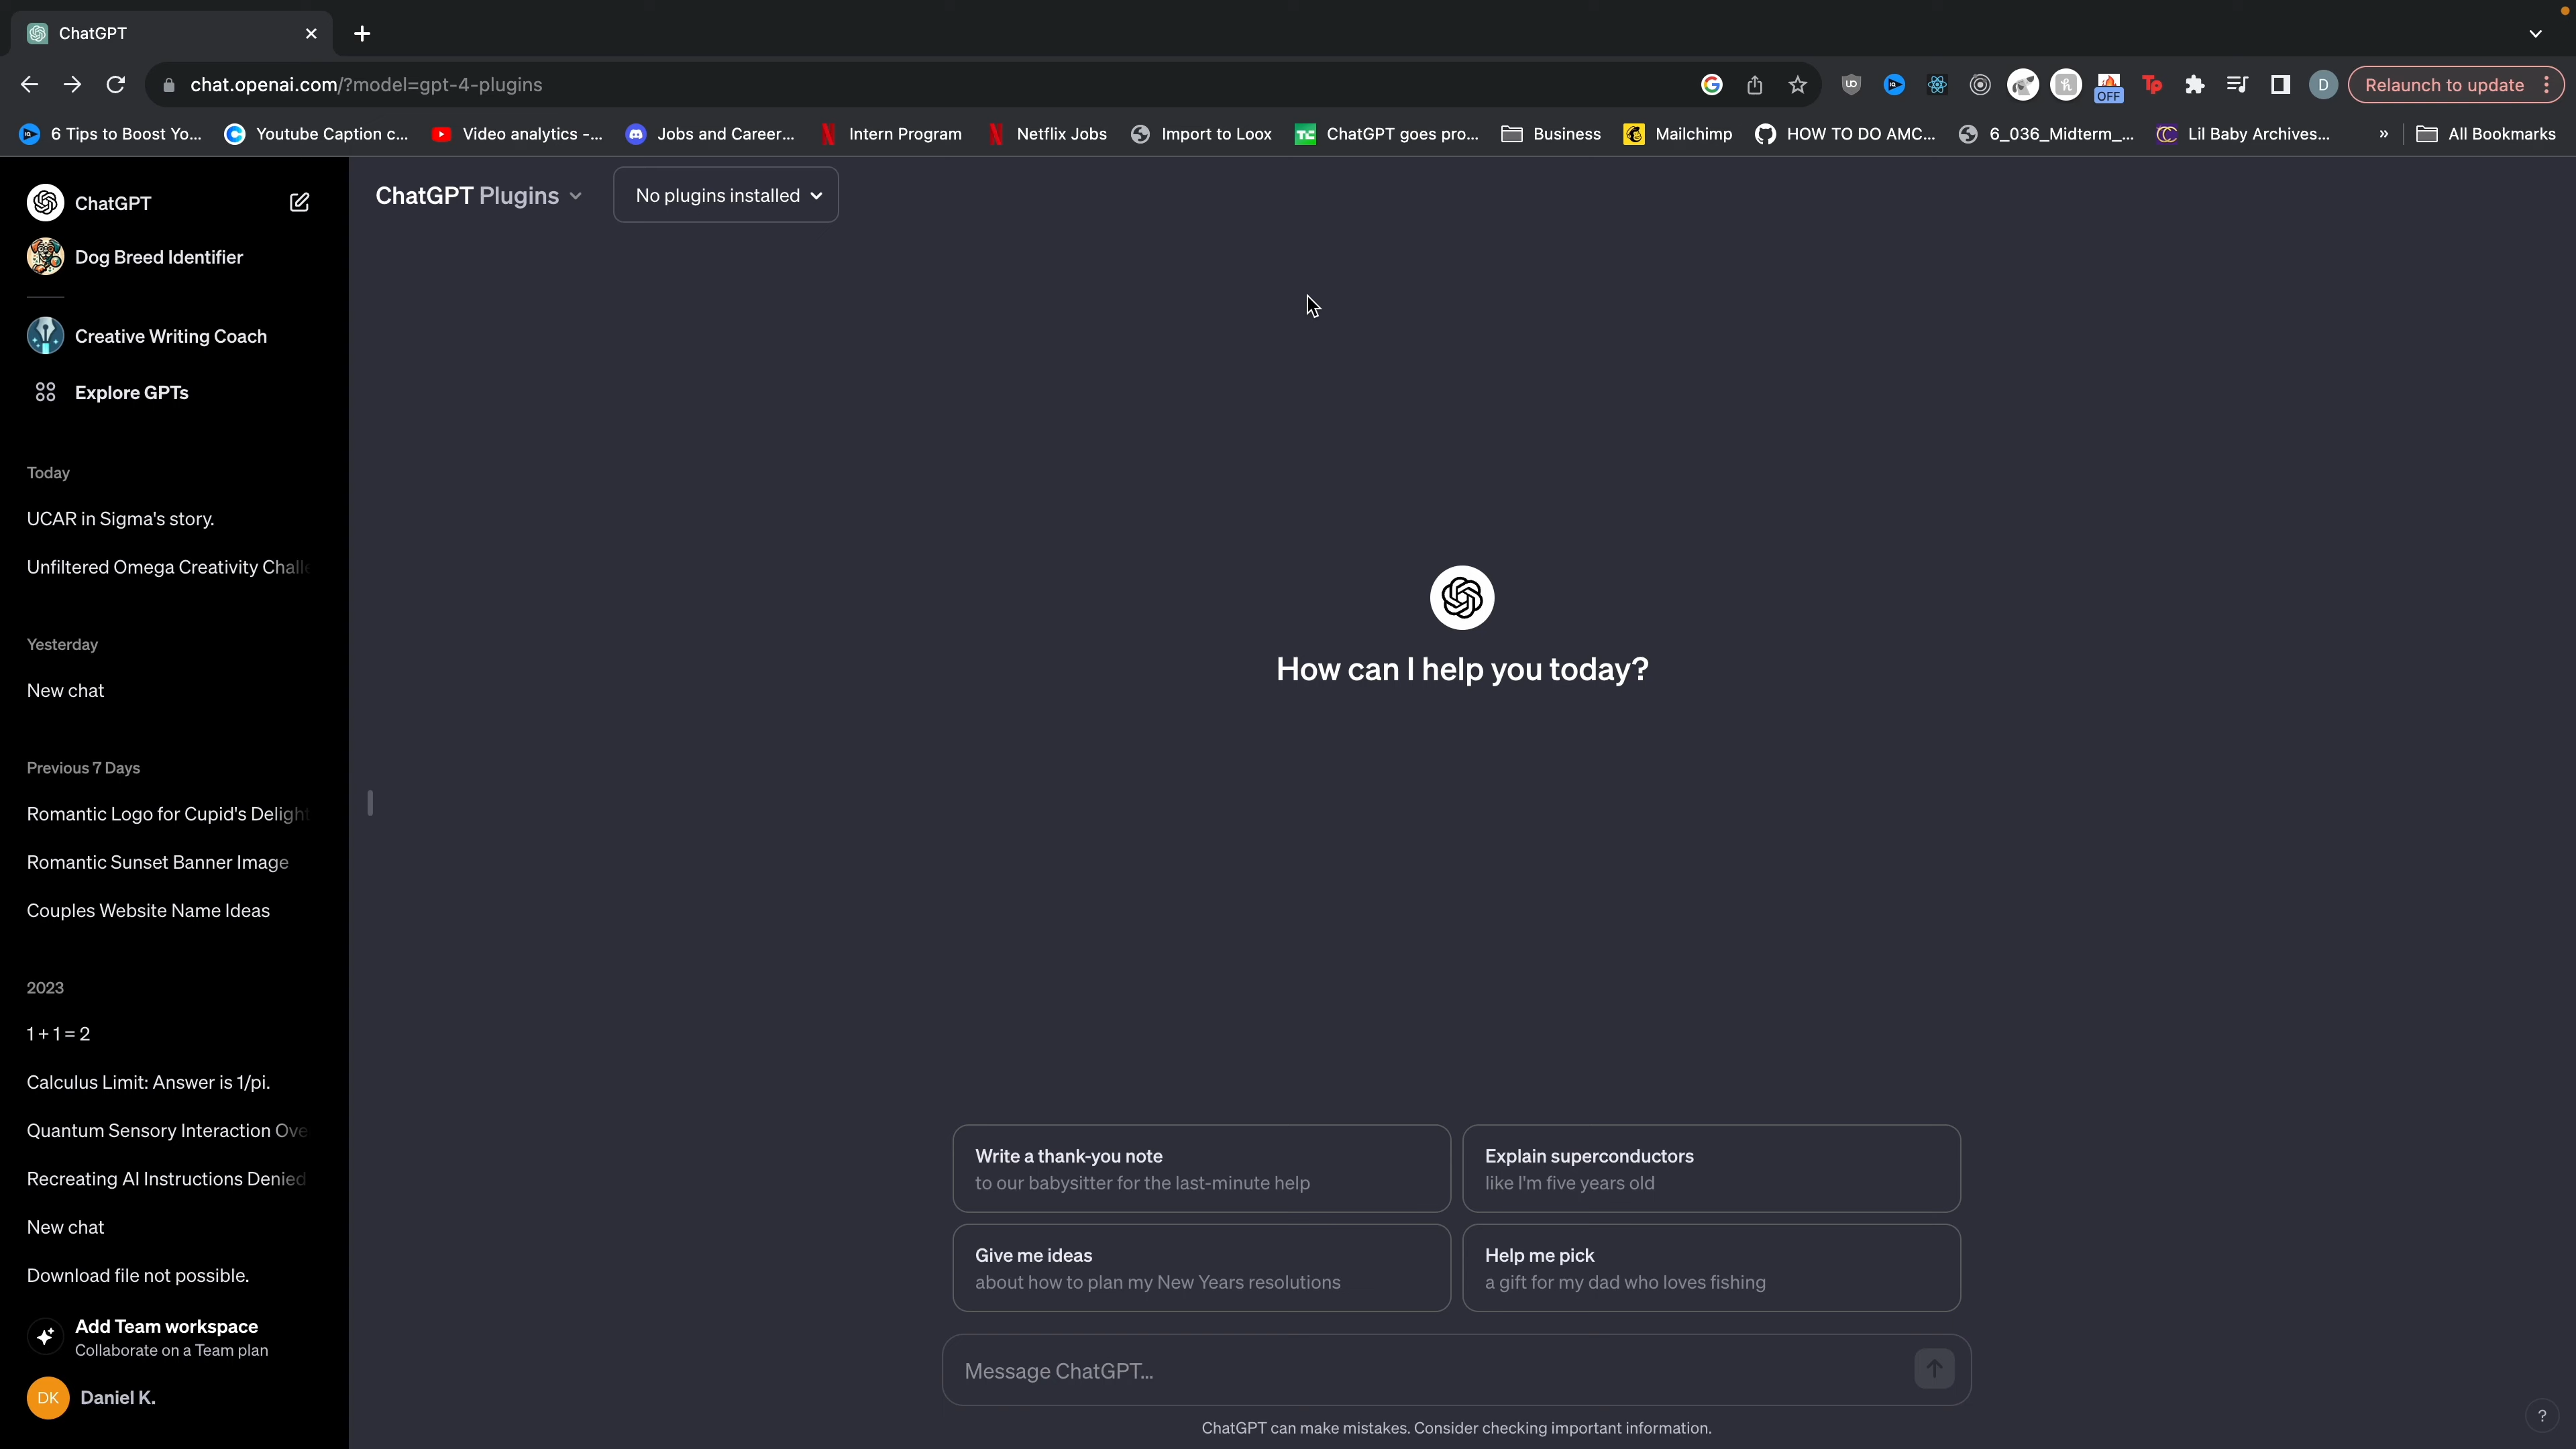 ChatGPT
chat.openai.com/?model=gpt-4-plugins
OFF
Tp
D
Relaunch to update
6 Tips to Boost Yo...
Youtube Caption c...
Video analytics -...
Jobs and Career...
Intern Program
Netflix Jobs
Import to Loox
ChatGPT goes pro...
Business
Mailchimp
HOW TO DO AMC...
6_036_Midterm_...
Lil Baby Archives...
»
All Bookmarks
ChatGPT
Dog Breed Identifier
Creative Writing Coach
Explore GPTs
Today
UCAR in Sigma's story.
Unfiltered Omega Creativity Challe
Yesterday
New chat
Previous 7 Days
Romantic Logo for Cupid's Delight
Romantic Sunset Banner Image
Couples Website Name Ideas
2023
1 + 1 = 2
Calculus Limit: Answer is 1/pi.
Quantum Sensory Interaction Ove
Recreating AI Instructions Denied
New chat
Download file not possible.
Add Team workspace
Collaborate on a Team plan
DK
Daniel K.
ChatGPT Plugins
No plugins installed
How can I help you today?
Write a thank-you note
to our babysitter for the last-minute help
Explain superconductors
like I'm five years old
Give me ideas
about how to plan my New Years resolutions
Help me pick
a gift for my dad who loves fishing
Message ChatGPT...
ChatGPT can make mistakes. Consider checking important information.
?